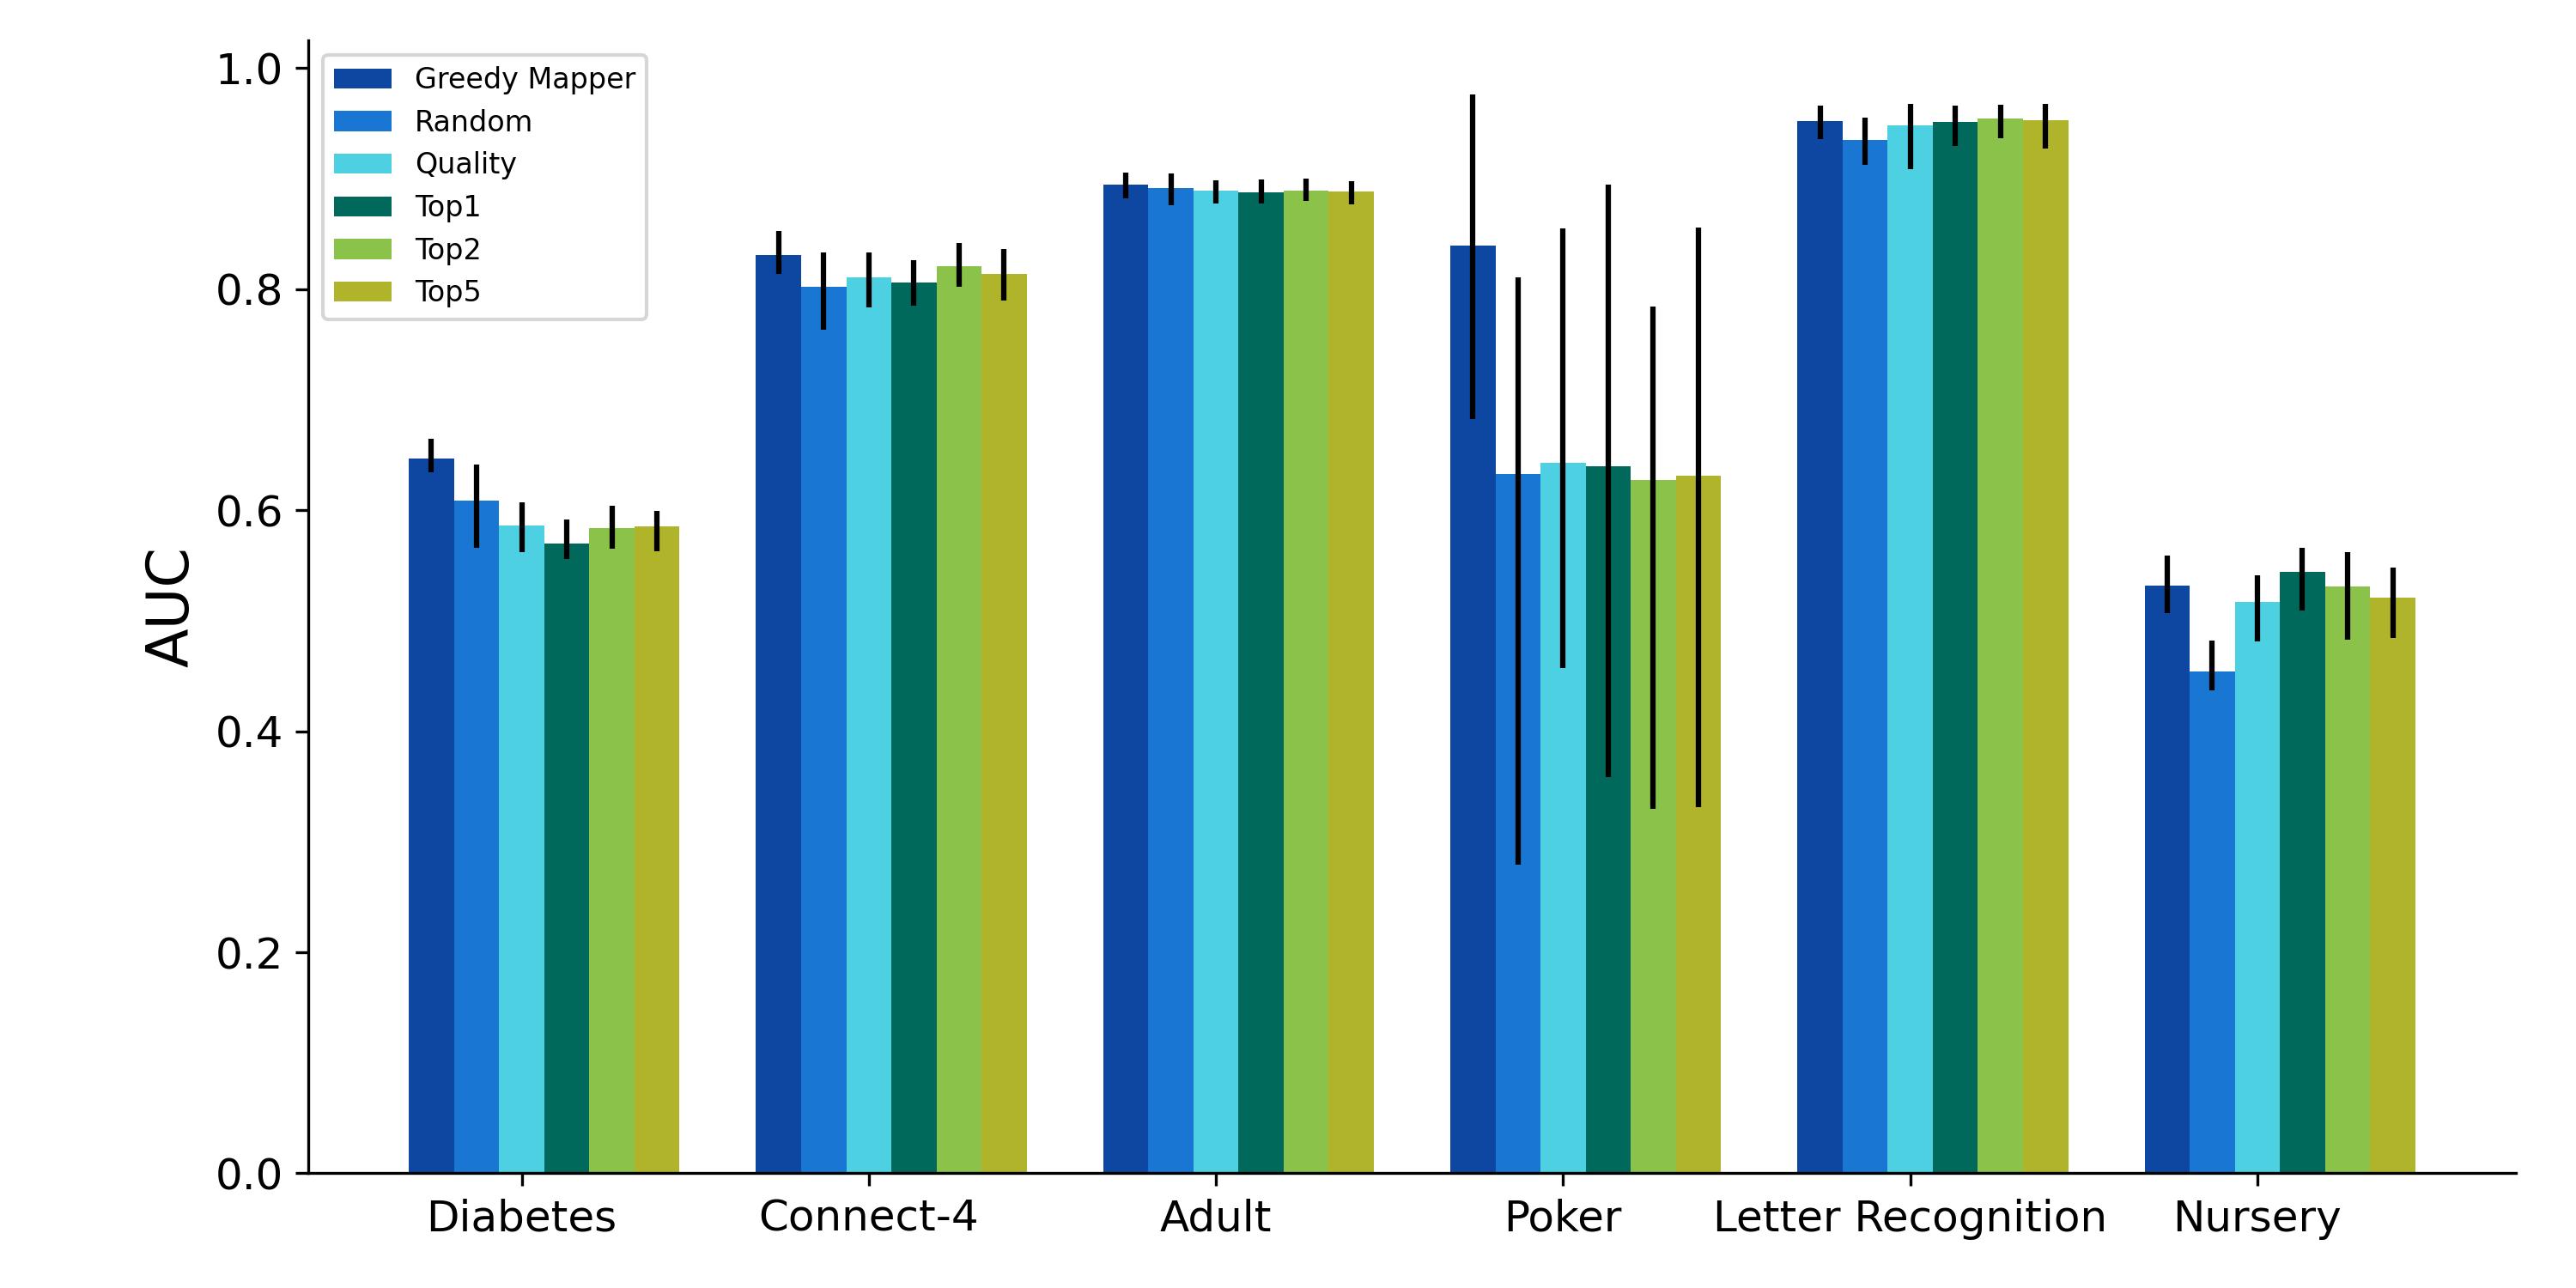 1.0
0.8
0.6
0.4
0.2
0.0
AUC
Greedy Mapper
Random
Quality
Top1
Top2
Top5
Diabetes
Connect-4
Adult
Poker
Letter Recognition
Nursery